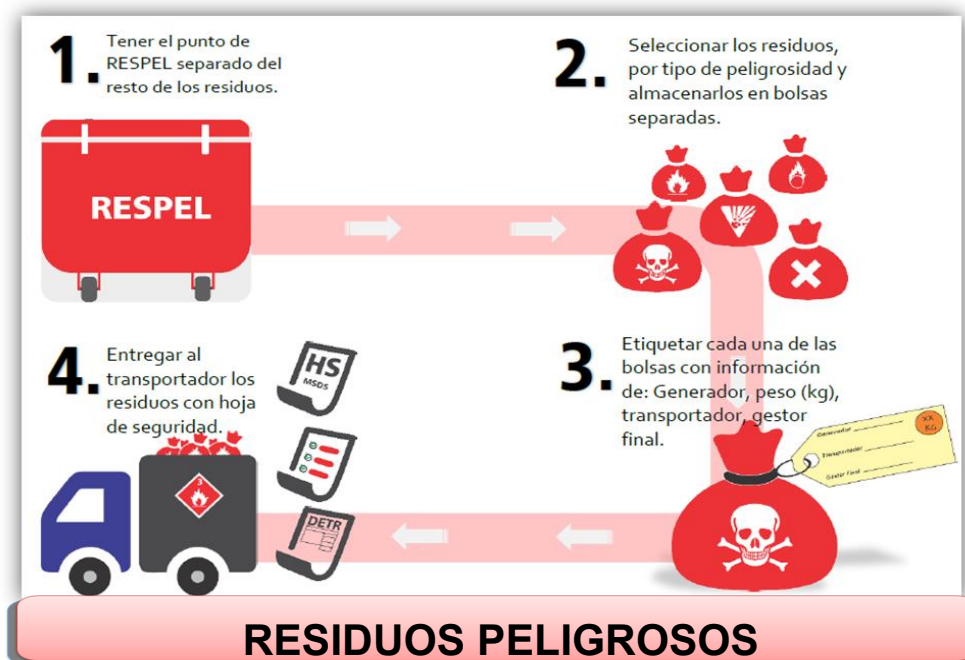 1.
Tener el punto de
RESPEL separado del
resto de los residuos.
RESPEL
2.
Seleccionar los residuos,
por tipo de peligrosidad y
almacenarlos en bolsas
separadas.
3.
Etiquetar cada una de las
bolsas con información
de: Generador, peso (kg),
transportador, gestor
final.
Generador
Transportador
Gestor Final
XX
KG
4.
Entregar al
transportador los
residuos con hoja
de seguridad.
HS
MSDS
DETR
3
RESIDUOS PELIGROSOS